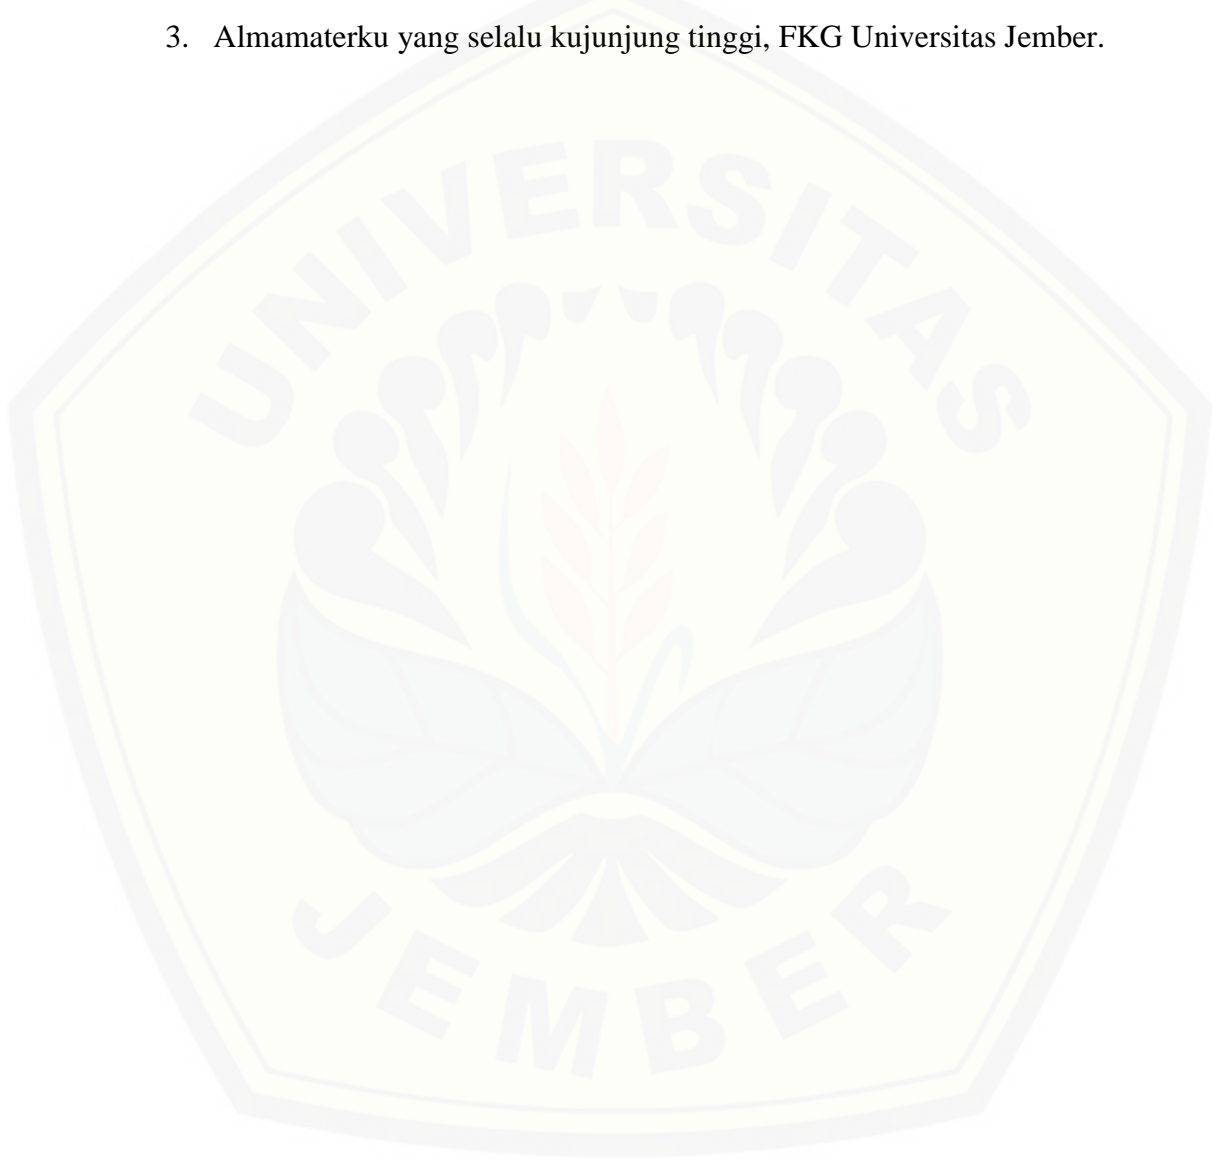 3. Almamaterku yang selalu kujunjung tinggi, FKG Universitas Jember.
UNIVERSITAS
JEMBER